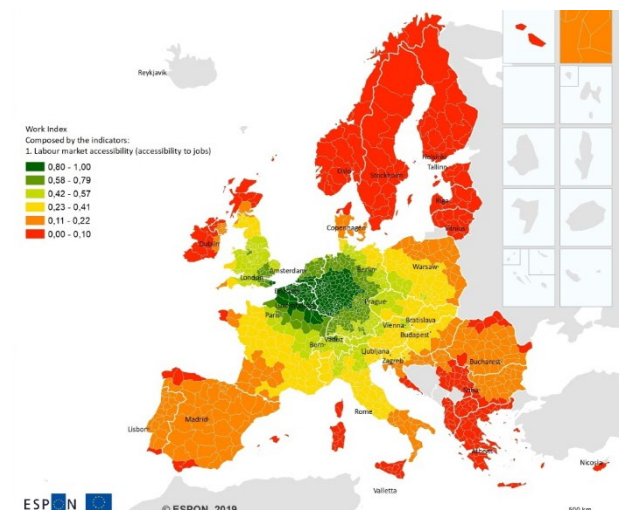 Reykjavik
Work Index
Composed by the indicators:
1. Labour market accessibility (accessibility to jobs)
0,80 - 1,00
0,58 - 0,79
0,42 - 0,57
0,23 - 0,41
0,11 - 0,22
0,00 - 0,10
Oslo
Stockholm
Helsinki
Tallinn
Riga
Vilnius
Copenhagen
Dublin
Amsterdam
Berlin
Warsaw
London
Paris
Prague
Vienna
Bratislava
Budapest
Bern
Vaduz
Ljubljana
Zagreb
Bucharest
Sofia
Rome
Madrid
Lisbon
Athens
Nicosia
Valletta
ESPON
© ESPON, 2019
500 km